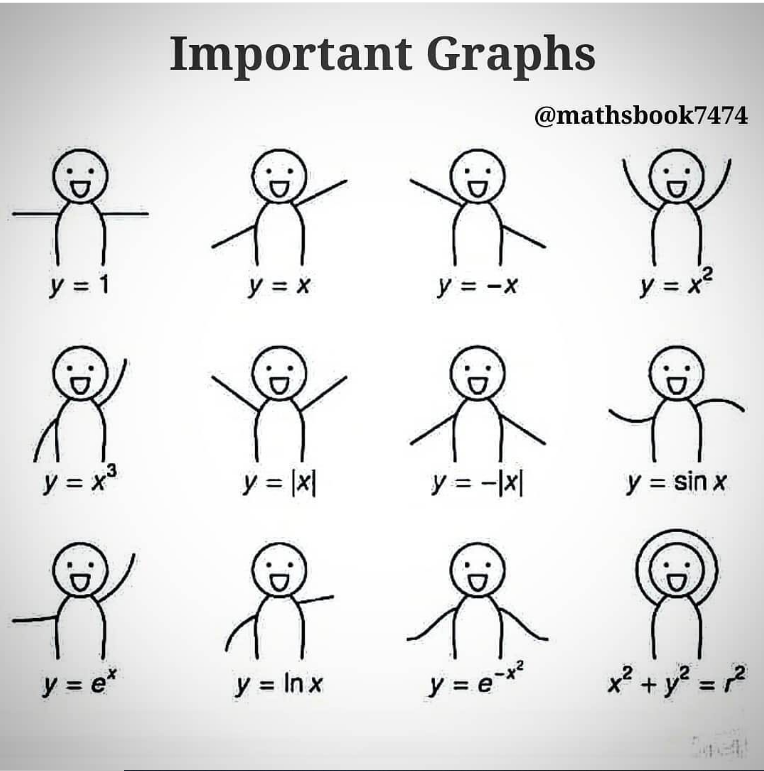 Important Graphs
@mathsbook7474
y = 1
y = x
y = −x
y = x²
y = x³
y = |x|
y = −|x|
y = sin x
y = eˣ
y = ln x
y = e^−x²
x² + y² = r²